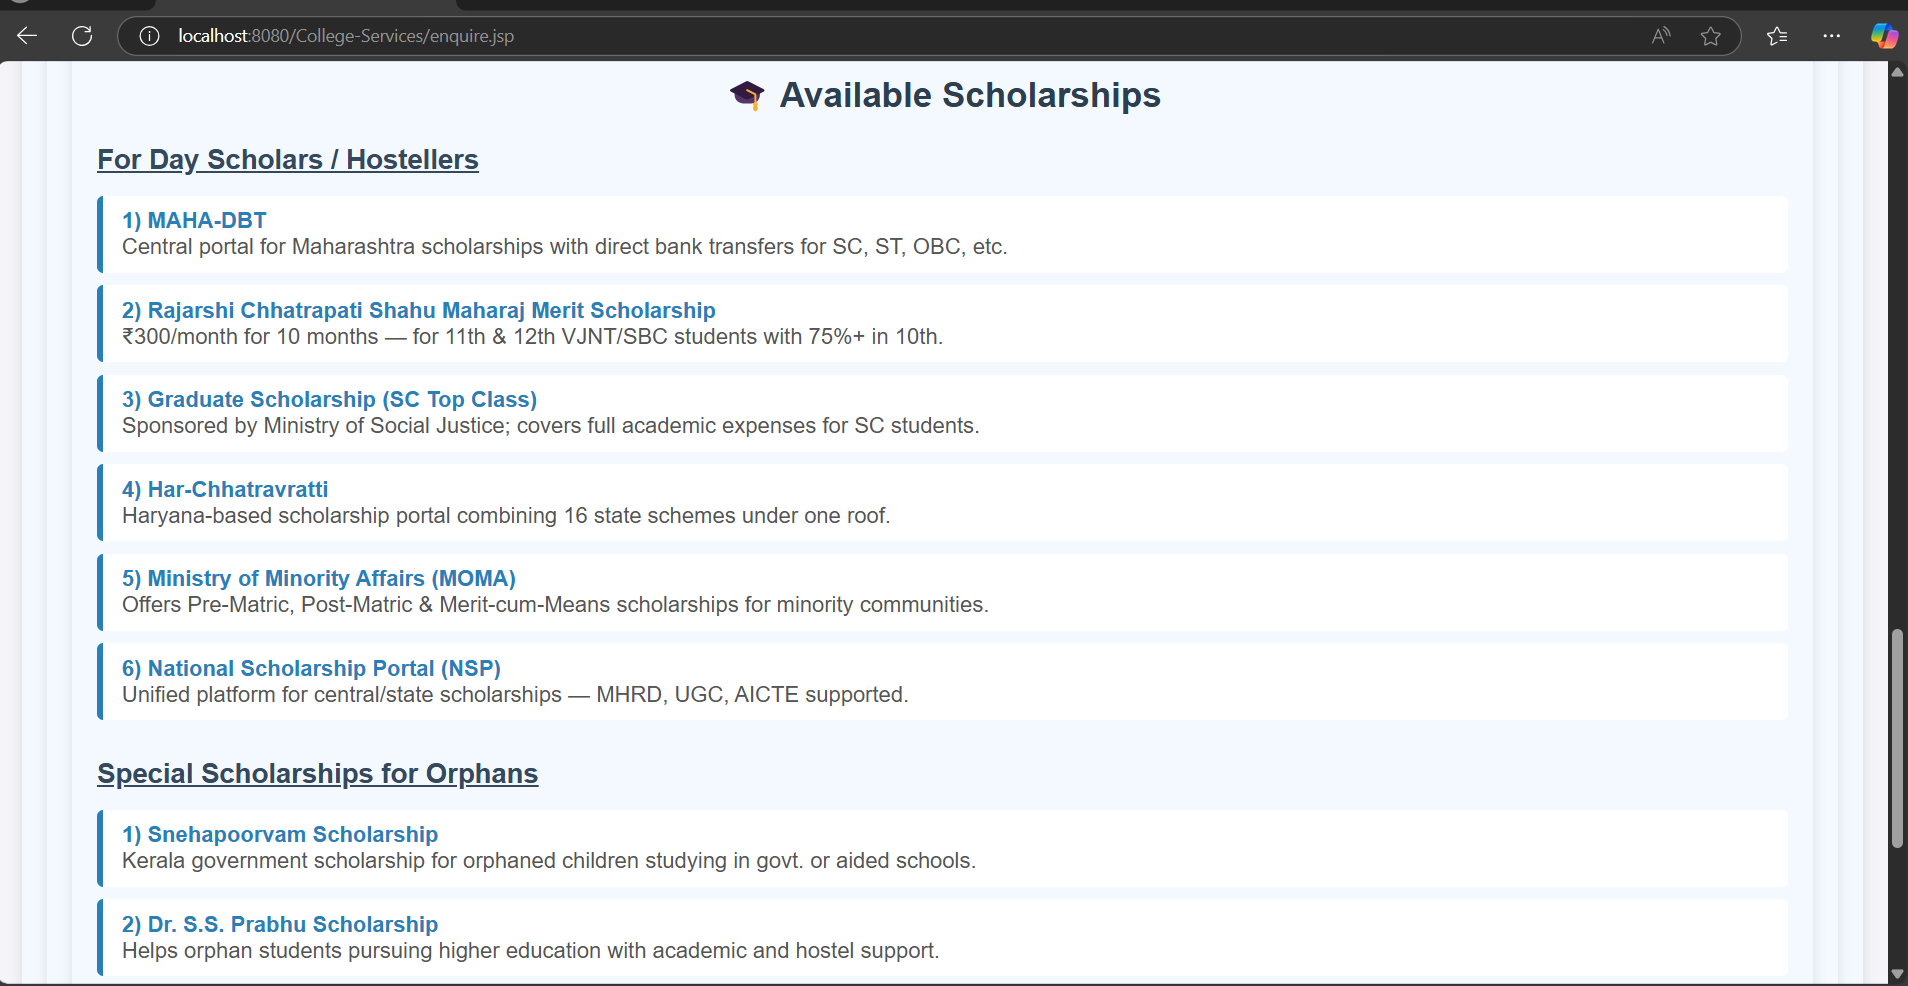 localhost:8080/College-Services/enquire.jsp
🎓 Available Scholarships
For Day Scholars / Hostellers
1) MAHA-DBT
Central portal for Maharashtra scholarships with direct bank transfers for SC, ST, OBC, etc.
2) Rajarshi Chhatrapati Shahu Maharaj Merit Scholarship
₹300/month for 10 months — for 11th & 12th VJNT/SBC students with 75%+ in 10th.
3) Graduate Scholarship (SC Top Class)
Sponsored by Ministry of Social Justice; covers full academic expenses for SC students.
4) Har-Chhatravratti
Haryana-based scholarship portal combining 16 state schemes under one roof.
5) Ministry of Minority Affairs (MOMA)
Offers Pre-Matric, Post-Matric & Merit-cum-Means scholarships for minority communities.
6) National Scholarship Portal (NSP)
Unified platform for central/state scholarships — MHRD, UGC, AICTE supported.
Special Scholarships for Orphans
1) Snehapoorvam Scholarship
Kerala government scholarship for orphaned children studying in govt. or aided schools.
2) Dr. S.S. Prabhu Scholarship
Helps orphan students pursuing higher education with academic and hostel support.